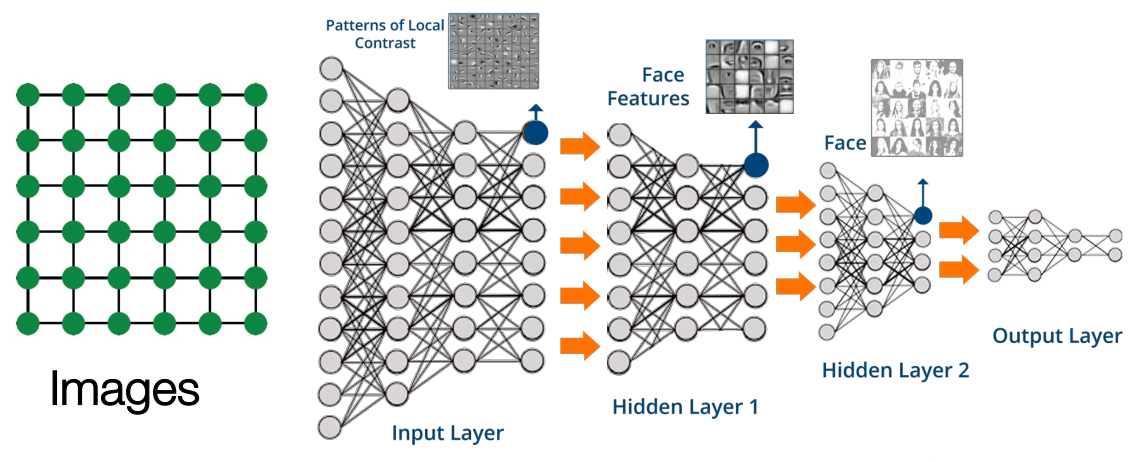 Patterns of Local
Contrast
Face
Features
Face
Images
Input Layer
Hidden Layer 1
Hidden Layer 2
Output Layer